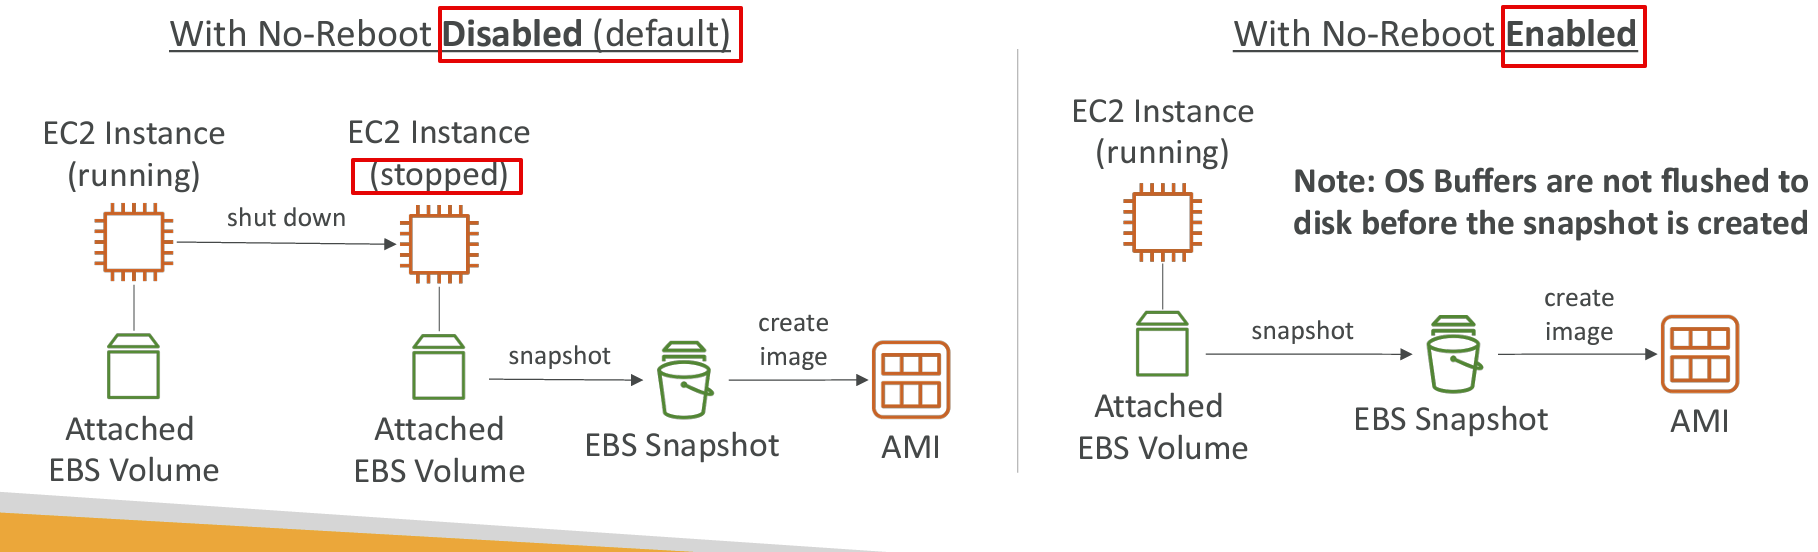 With No-Reboot Disabled (default)
EC2 Instance
(running)
shut down
EC2 Instance
(stopped)
Attached
EBS Volume
Attached
EBS Volume
snapshot
EBS Snapshot
create
image
AMI
With No-Reboot Enabled
EC2 Instance
(running)
Note: OS Buffers are not flushed to
disk before the snapshot is created
Attached
EBS Volume
snapshot
EBS Snapshot
create
image
AMI